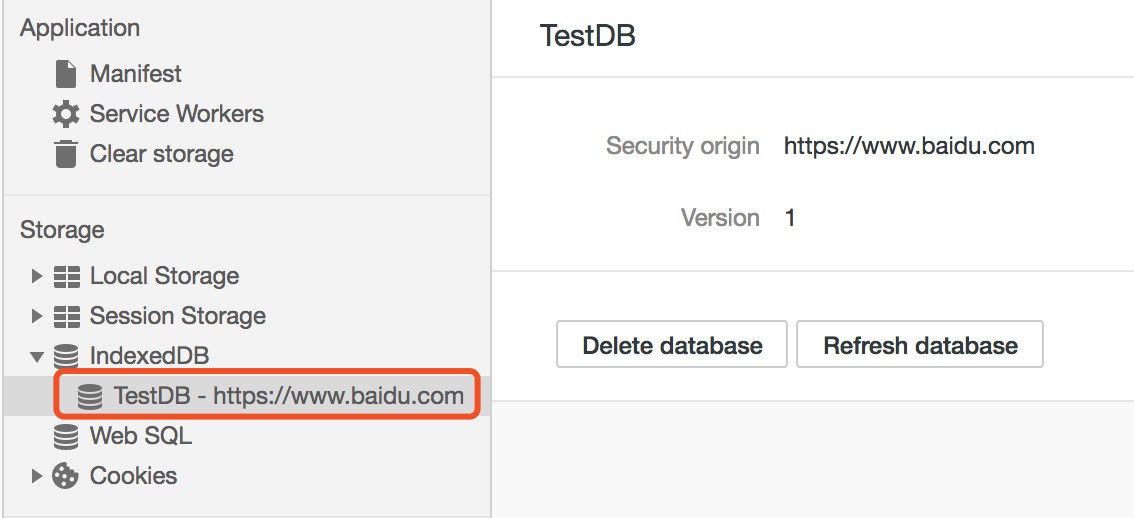 Application
Manifest
Service Workers
Clear storage
Storage
Local Storage
Session Storage
IndexedDB
TestDB - https://www.baidu.com
Web SQL
Cookies
TestDB
Security origin https://www.baidu.com
Version 1
Delete database Refresh database